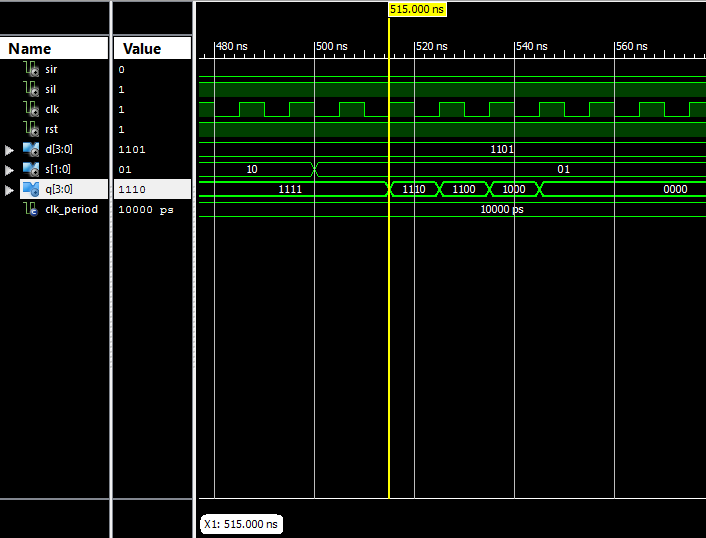 515.000 ns
Name Value 480 ns 500 ns 520 ns 540 ns 560 ns
sir 0
sil 1
clk 1
rst 1
d[3:0] 1101 1101
s[1:0] 01 10 01
q[3:0] 1110 1111 1110 1100 1000 0000
clk_period 10000 ps 10000 ps
X1: 515.000 ns